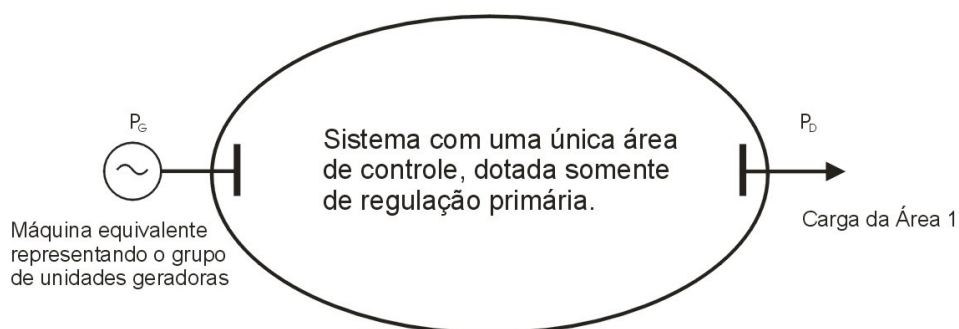 P_G
Sistema com uma única área
de controle, dotada somente
de regulação primária.
P_D
Máquina equivalente
representando o grupo
de unidades geradoras
Carga da Área 1